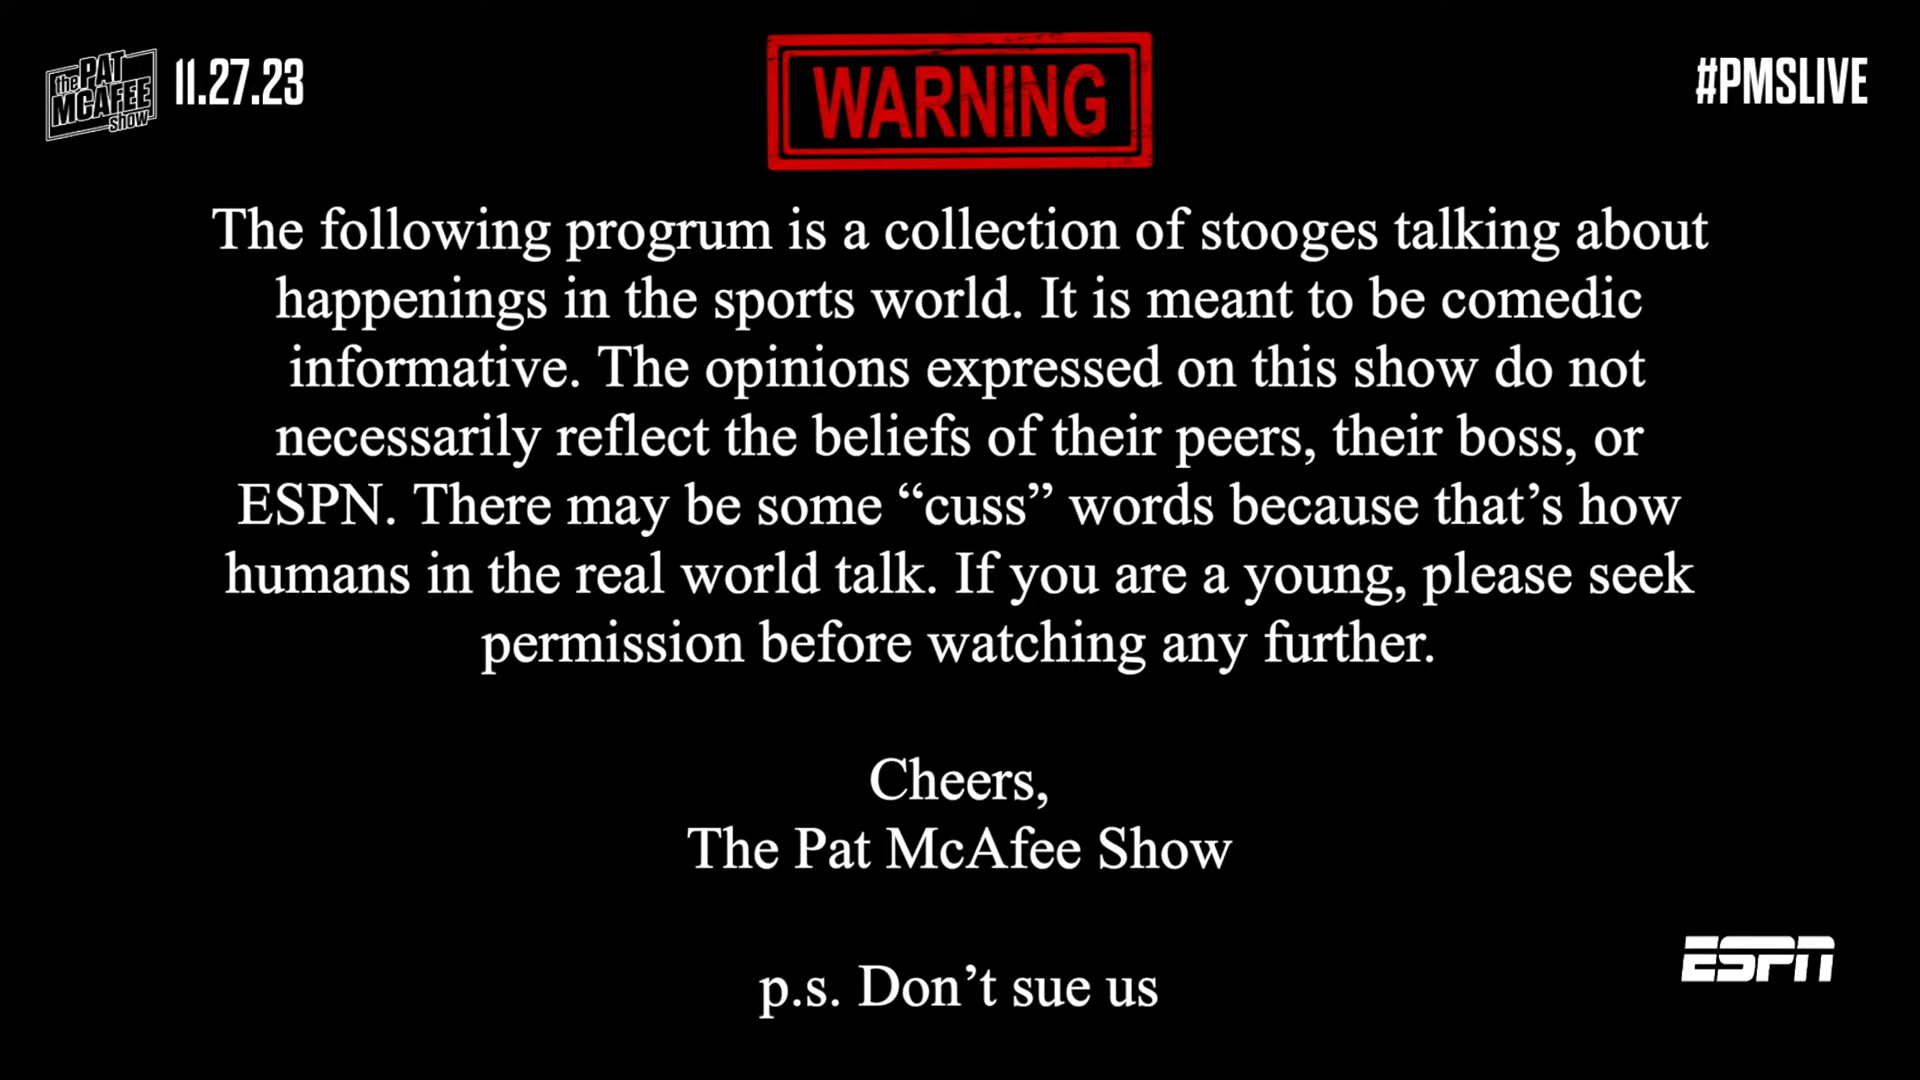 the PAT
MCAFEE
show
11.27.23
WARNING
#PMSLIVE
The following progrum is a collection of stooges talking about
happenings in the sports world. It is meant to be comedic
informative. The opinions expressed on this show do not
necessarily reflect the beliefs of their peers, their boss, or
ESPN. There may be some “cuss” words because that’s how
humans in the real world talk. If you are a young, please seek
permission before watching any further.
Cheers,
The Pat McAfee Show
p.s. Don’t sue us
ESPN